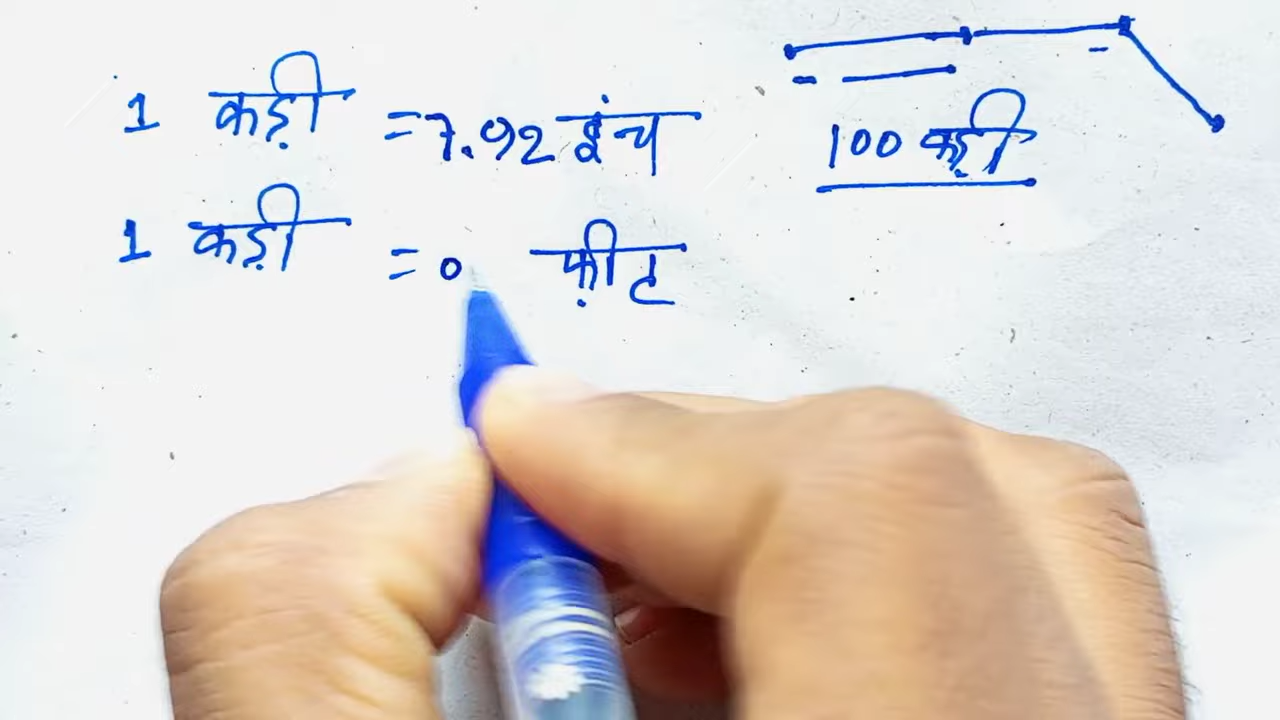 1 कड़ी = 7.92 इंच
100 कड़ी
1 कड़ी = 0 फ़ीट